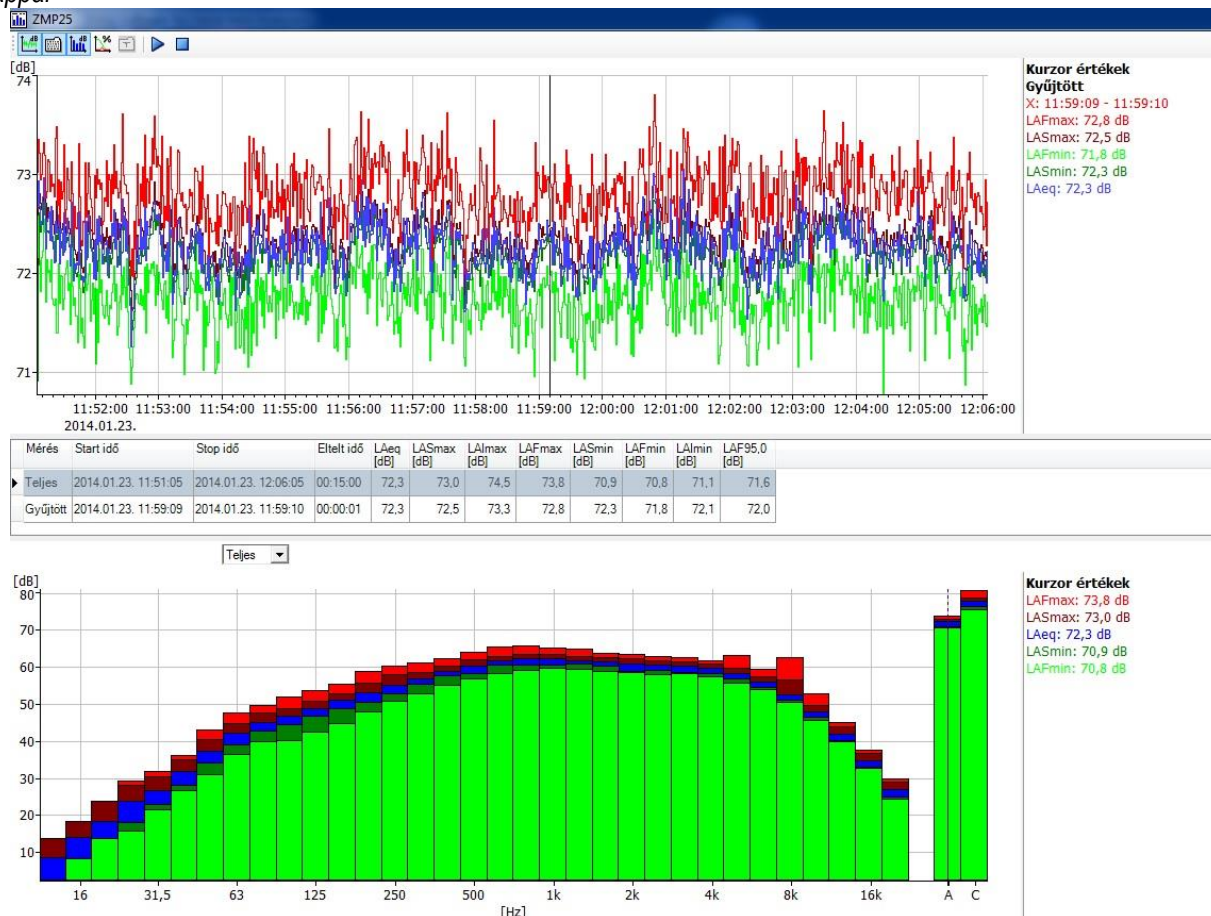 ZMP25
[dB]
74
73
72
71
11:52:00 11:53:00 11:54:00 11:55:00 11:56:00 11:57:00 11:58:00 11:59:00 12:00:00 12:01:00 12:02:00 12:03:00 12:04:00 12:05:00 12:06:00
2014.01.23.
Kurzor értékek
Gyűjtött
X: 11:59:09 - 11:59:10
LAFmax: 72,8 dB
LASmax: 72,5 dB
LAFmin: 71,8 dB
LASmin: 72,3 dB
LAeq: 72,3 dB
Mérés Start idő Stop idő Eltelt idő LAeq [dB] LASmax [dB] LAImax [dB] LAFmax [dB] LASmin [dB] LAFmin [dB] LAImin [dB] LAF95,0 [dB]
Teljes 2014.01.23. 11:51:05 2014.01.23. 12:06:05 00:15:00 72,3 73,0 74,5 73,8 70,9 70,8 71,1 71,6
Gyűjtött 2014.01.23. 11:59:09 2014.01.23. 11:59:10 00:00:01 72,3 72,5 73,3 72,8 72,3 71,8 72,1 72,0
Teljes
[dB]
80
70
60
50
40
30
20
10
16 31,5 63 125 250 500 1k 2k 4k 8k 16k A C
[Hz]
Kurzor értékek
LAFmax: 73,8 dB
LASmax: 73,0 dB
LAeq: 72,3 dB
LASmin: 70,9 dB
LAFmin: 70,8 dB